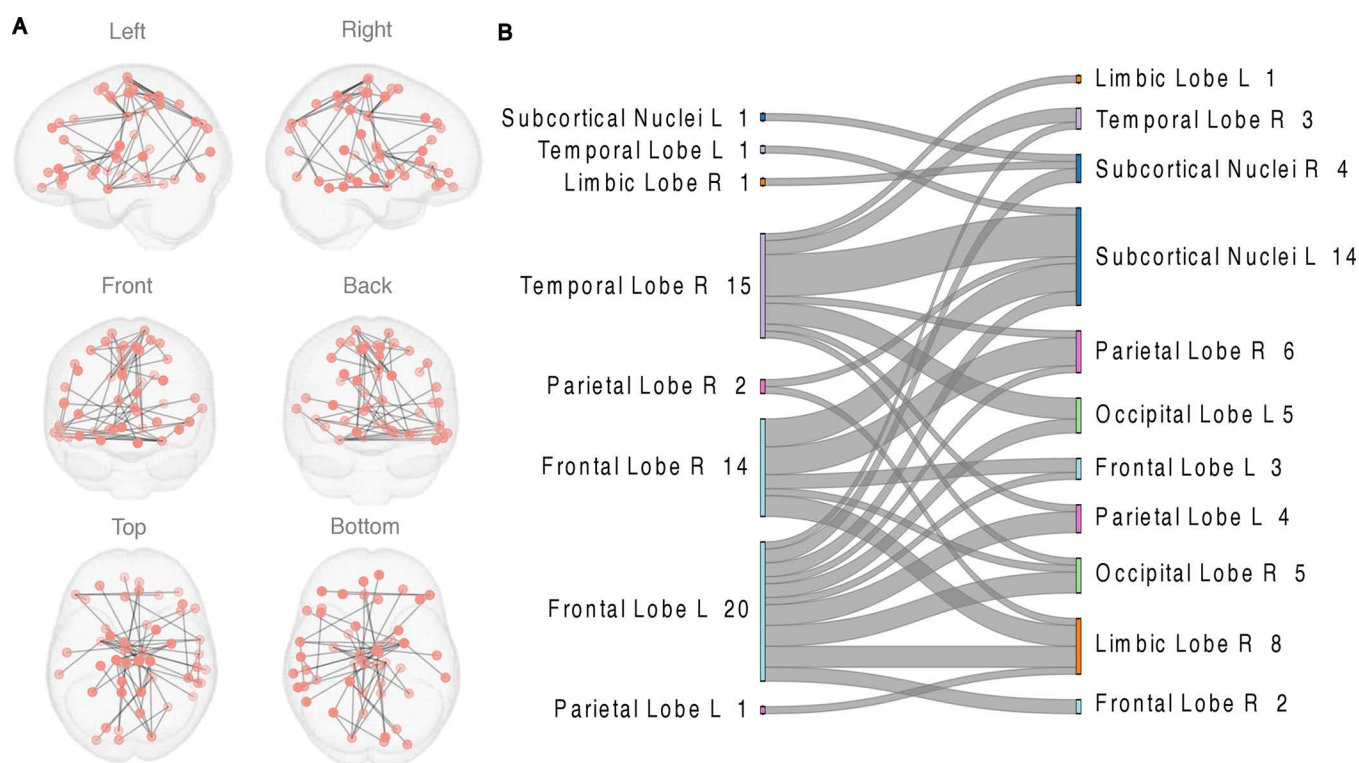 A
Left
Right
Front
Back
Top
Bottom
B
Subcortical Nuclei L 1
Temporal Lobe L 1
Limbic Lobe R 1
Temporal Lobe R 15
Parietal Lobe R 2
Frontal Lobe R 14
Frontal Lobe L 20
Parietal Lobe L 1
Limbic Lobe L 1
Temporal Lobe R 3
Subcortical Nuclei R 4
Subcortical Nuclei L 14
Parietal Lobe R 6
Occipital Lobe L 5
Frontal Lobe L 3
Parietal Lobe L 4
Occipital Lobe R 5
Limbic Lobe R 8
Frontal Lobe R 2